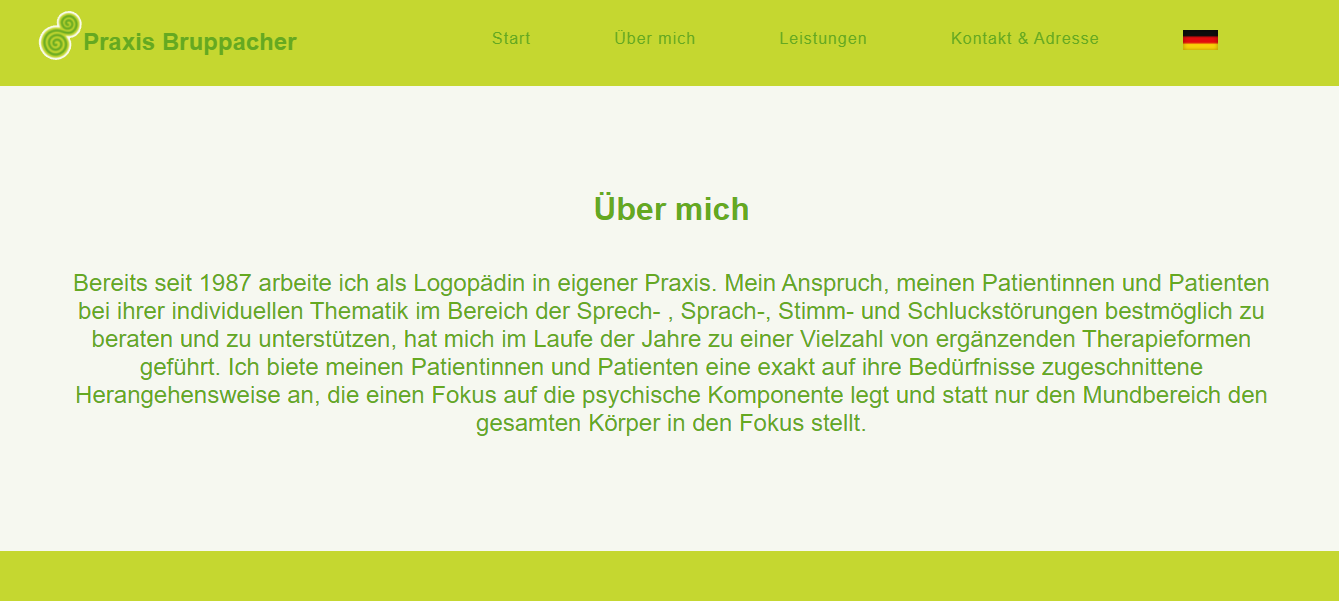 Praxis Bruppacher
Start
Über mich
Leistungen
Kontakt & Adresse
Über mich
Bereits seit 1987 arbeite ich als Logopädin in eigener Praxis. Mein Anspruch, meinen Patientinnen und Patienten
bei ihrer individuellen Thematik im Bereich der Sprech- , Sprach-, Stimm- und Schluckstörungen bestmöglich zu
beraten und zu unterstützen, hat mich im Laufe der Jahre zu einer Vielzahl von ergänzenden Therapieformen
geführt. Ich biete meinen Patientinnen und Patienten eine exakt auf ihre Bedürfnisse zugeschnittene
Herangehensweise an, die einen Fokus auf die psychische Komponente legt und statt nur den Mundbereich den
gesamten Körper in den Fokus stellt.